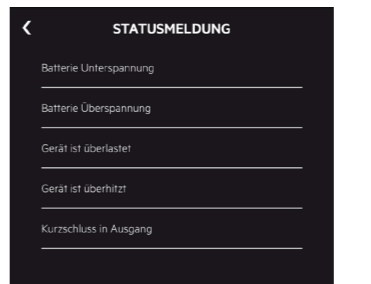 STATUSMELDUNG
Batterie Unterspannung
Batterie Überspannung
Gerät ist überlastet
Gerät ist überhitzt
Kurzschluss in Ausgang